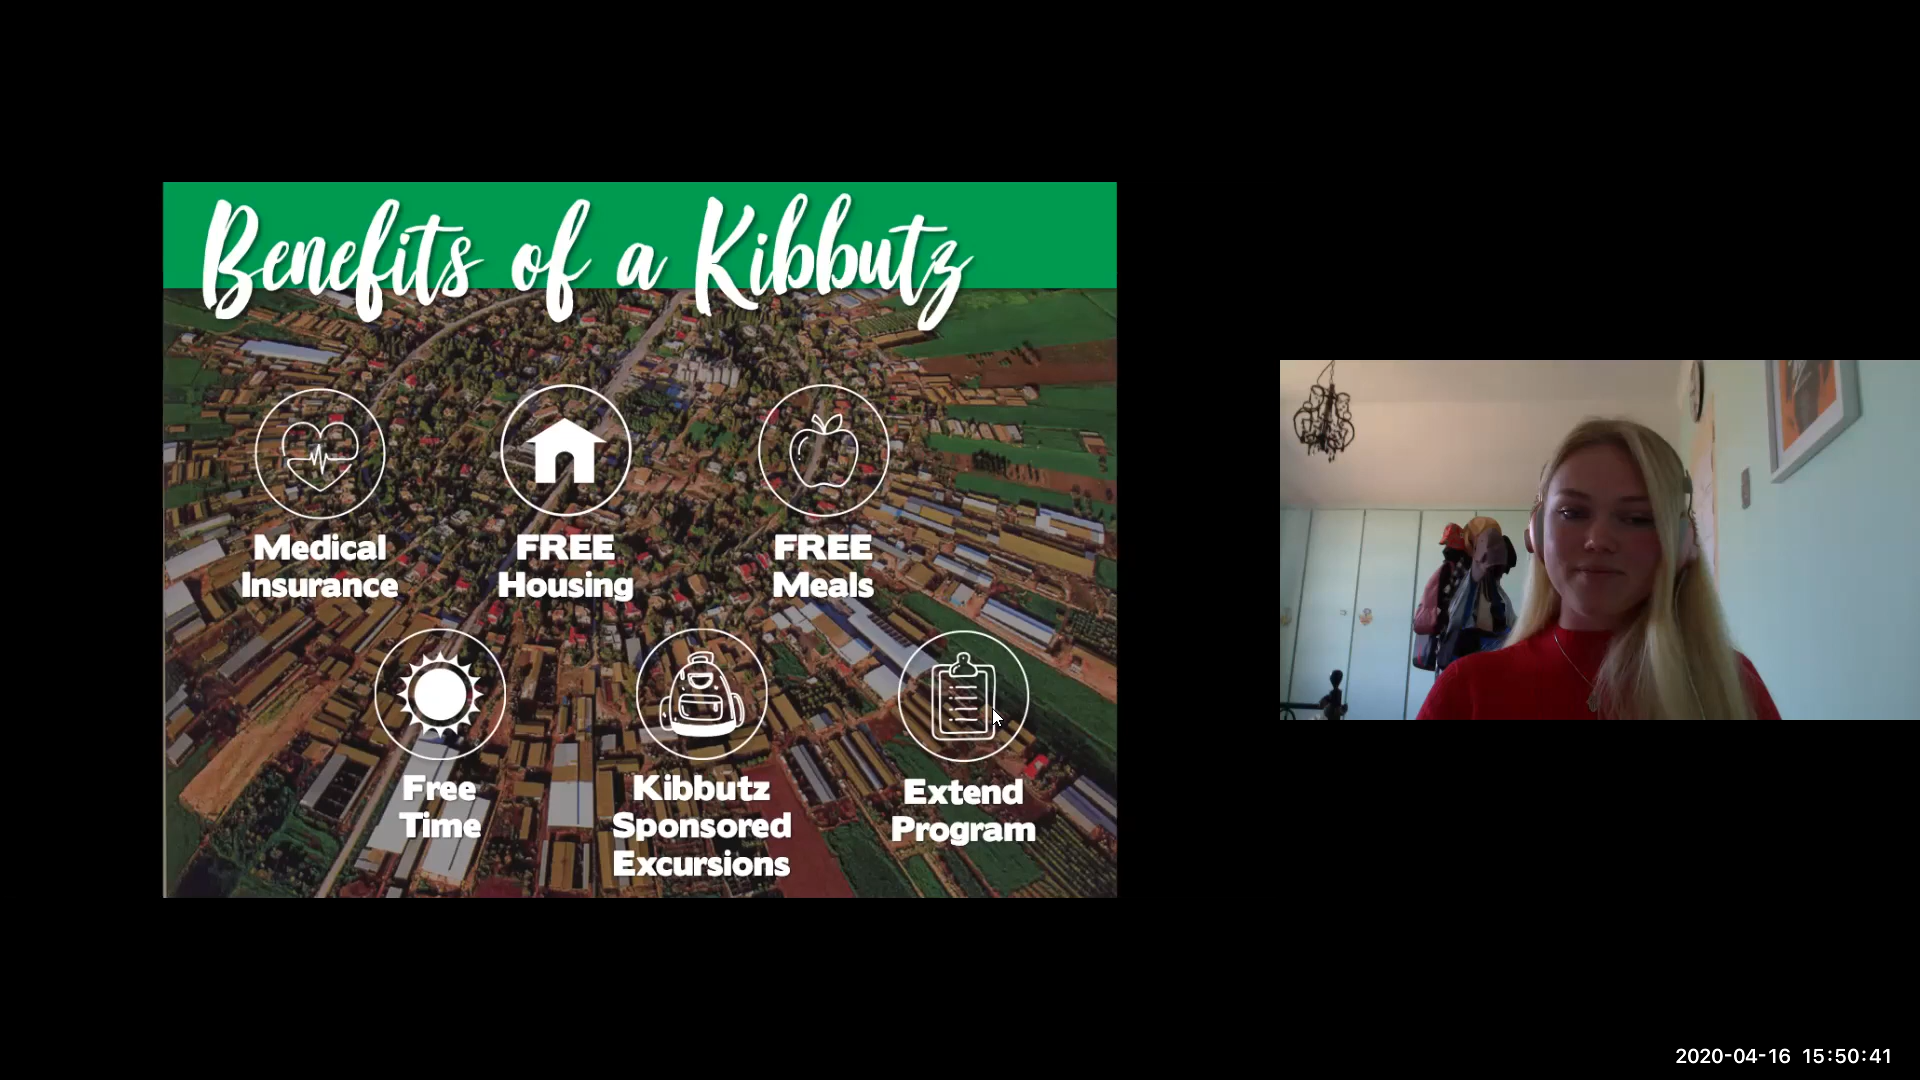 Benefits of a Kibbutz
Medical
Insurance
FREE
Housing
FREE
Meals
Free
Time
Kibbutz
Sponsored
Excursions
Extend
Program
2020-04-16 15:50:41